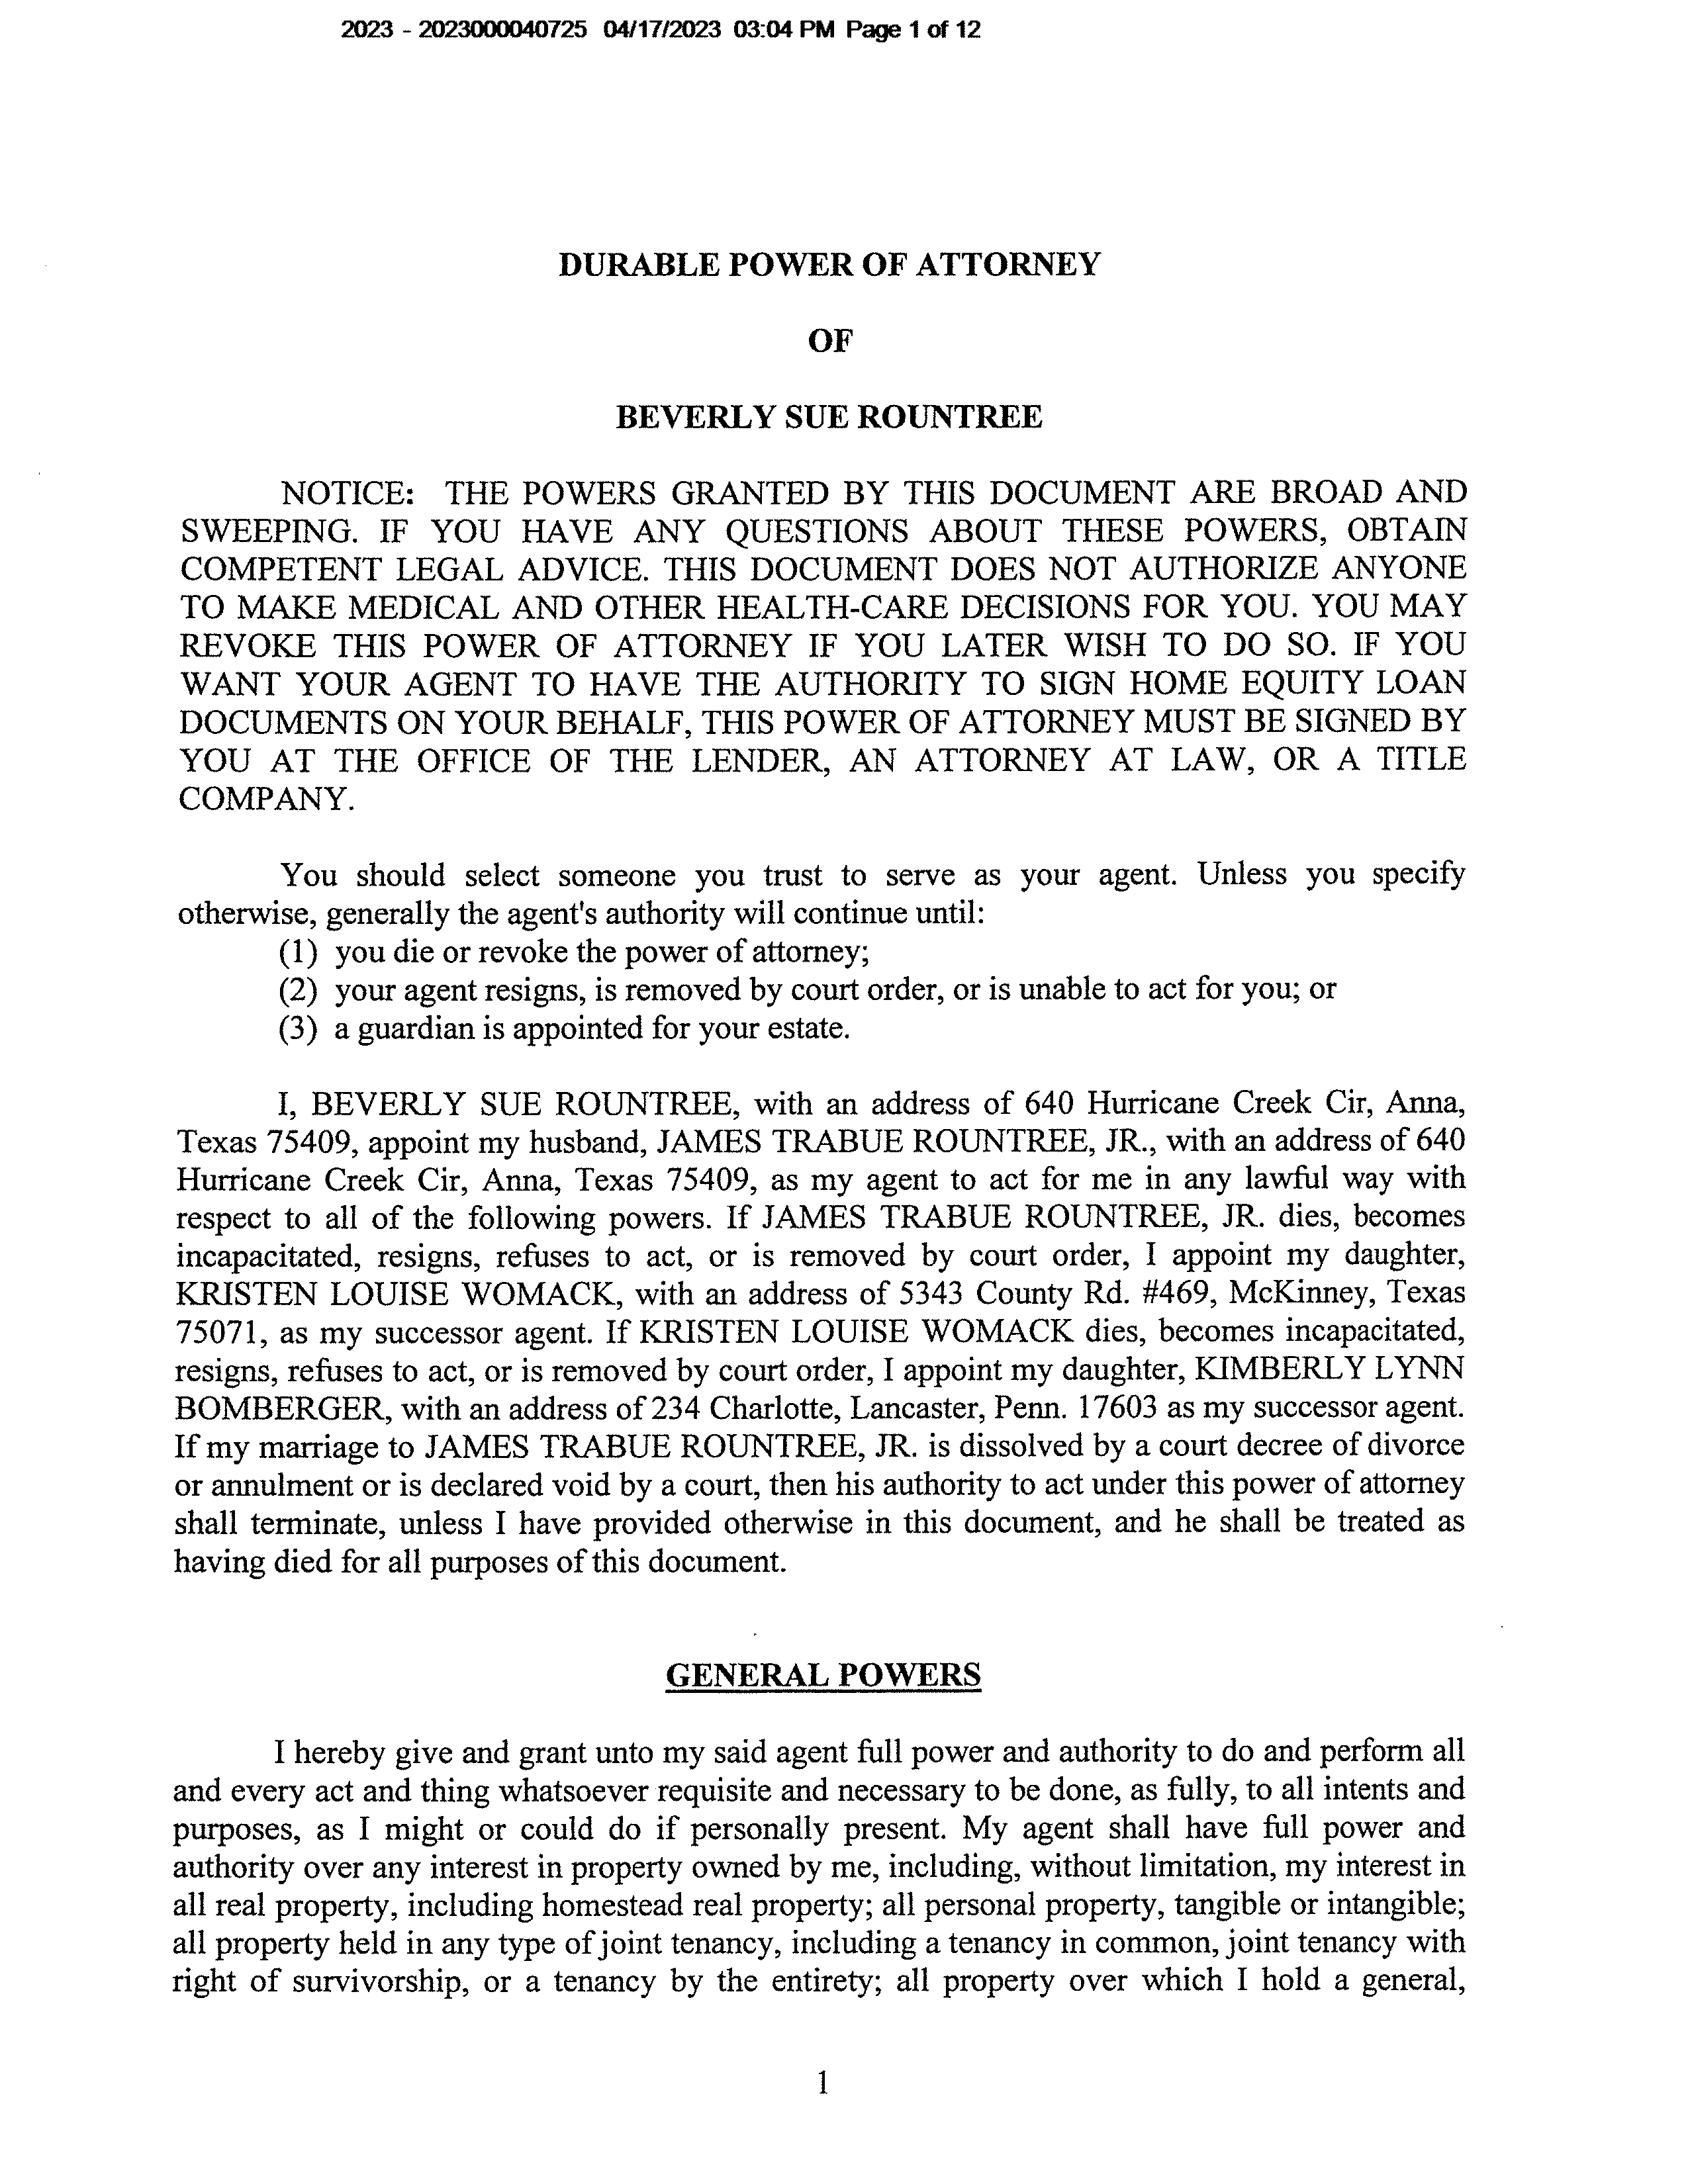 2023 - 2023000040725 04/17/2023 03:04 PM Page 1 of 12
DURABLE POWER OF ATTORNEY
OF
BEVERLY SUE ROUNTREE
NOTICE: THE POWERS GRANTED BY THIS DOCUMENT ARE BROAD AND
SWEEPING. IF YOU HAVE ANY QUESTIONS ABOUT THESE POWERS, OBTAIN
COMPETENT LEGAL ADVICE. THIS DOCUMENT DOES NOT AUTHORIZE ANYONE
TO MAKE MEDICAL AND OTHER HEALTH-CARE DECISIONS FOR YOU. YOU MAY
REVOKE THIS POWER OF ATTORNEY IF YOU LATER WISH TO DO SO. IF YOU
WANT YOUR AGENT TO HAVE THE AUTHORITY TO SIGN HOME EQUITY LOAN
DOCUMENTS ON YOUR BEHALF, THIS POWER OF ATTORNEY MUST BE SIGNED BY
YOU AT THE OFFICE OF THE LENDER, AN ATTORNEY AT LAW, OR A TITLE
COMPANY.
You should select someone you trust to serve as your agent. Unless you specify
otherwise, generally the agent's authority will continue until:
(1) you die or revoke the power of attorney;
(2) your agent resigns, is removed by court order, or is unable to act for you; or
(3) a guardian is appointed for your estate.
I, BEVERLY SUE ROUNTREE, with an address of 640 Hurricane Creek Cir, Anna,
Texas 75409, appoint my husband, JAMES TRABUE ROUNTREE, JR., with an address of 640
Hurricane Creek Cir, Anna, Texas 75409, as my agent to act for me in any lawful way with
respect to all of the following powers. If JAMES TRABUE ROUNTREE, JR. dies, becomes
incapacitated, resigns, refuses to act, or is removed by court order, I appoint my daughter,
KRISTEN LOUISE WOMACK, with an address of 5343 County Rd. #469, McKinney, Texas
75071, as my successor agent. If KRISTEN LOUISE WOMACK dies, becomes incapacitated,
resigns, refuses to act, or is removed by court order, I appoint my daughter, KIMBERLY LYNN
BOMBERGER, with an address of 234 Charlotte, Lancaster, Penn. 17603 as my successor agent.
If my marriage to JAMES TRABUE ROUNTREE, JR. is dissolved by a court decree of divorce
or annulment or is declared void by a court, then his authority to act under this power of attorney
shall terminate, unless I have provided otherwise in this document, and he shall be treated as
having died for all purposes of this document.
GENERAL POWERS
I hereby give and grant unto my said agent full power and authority to do and perform all
and every act and thing whatsoever requisite and necessary to be done, as fully, to all intents and
purposes, as I might or could do if personally present. My agent shall have full power and
authority over any interest in property owned by me, including, without limitation, my interest in
all real property, including homestead real property; all personal property, tangible or intangible;
all property held in any type of joint tenancy, including a tenancy in common, joint tenancy with
right of survivorship, or a tenancy by the entirety; all property over which I hold a general,
1